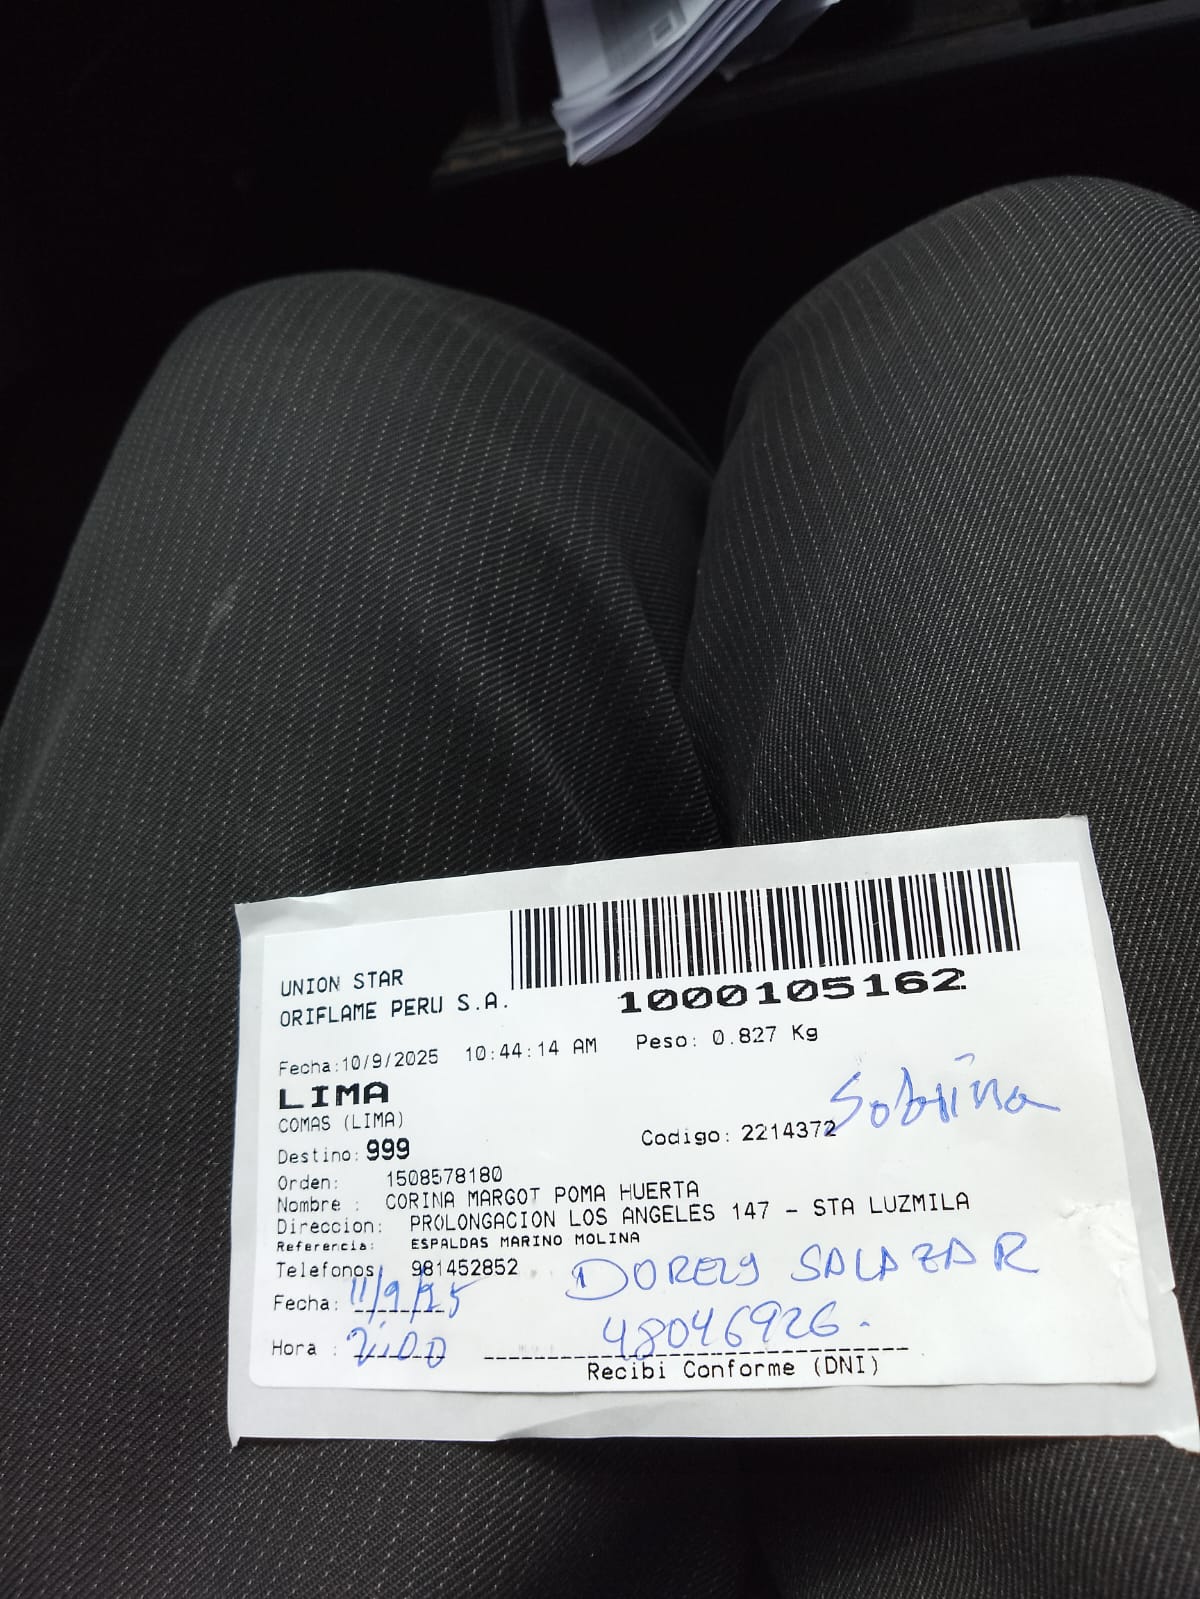 UNION STAR
ORIFLAME PERU S.A.
1000105162
Fecha:10/9/2025 10:44:14 AM Peso: 0.827 Kg
LIMA
COMAS (LIMA)
Destino: 999 Codigo: 2214372 Sobrina
Orden: 1508578180
Nombre : CORINA MARGOT POMA HUERTA
Direccion: PROLONGACION LOS ANGELES 147 - STA LUZMILA
Referencia: ESPALDAS MARINO MOLINA
Telefonos: 981452852 DORELY SALAZAR
Fecha: 11/9/25
48046926.
Hora : 2:00
Recibi Conforme (DNI)